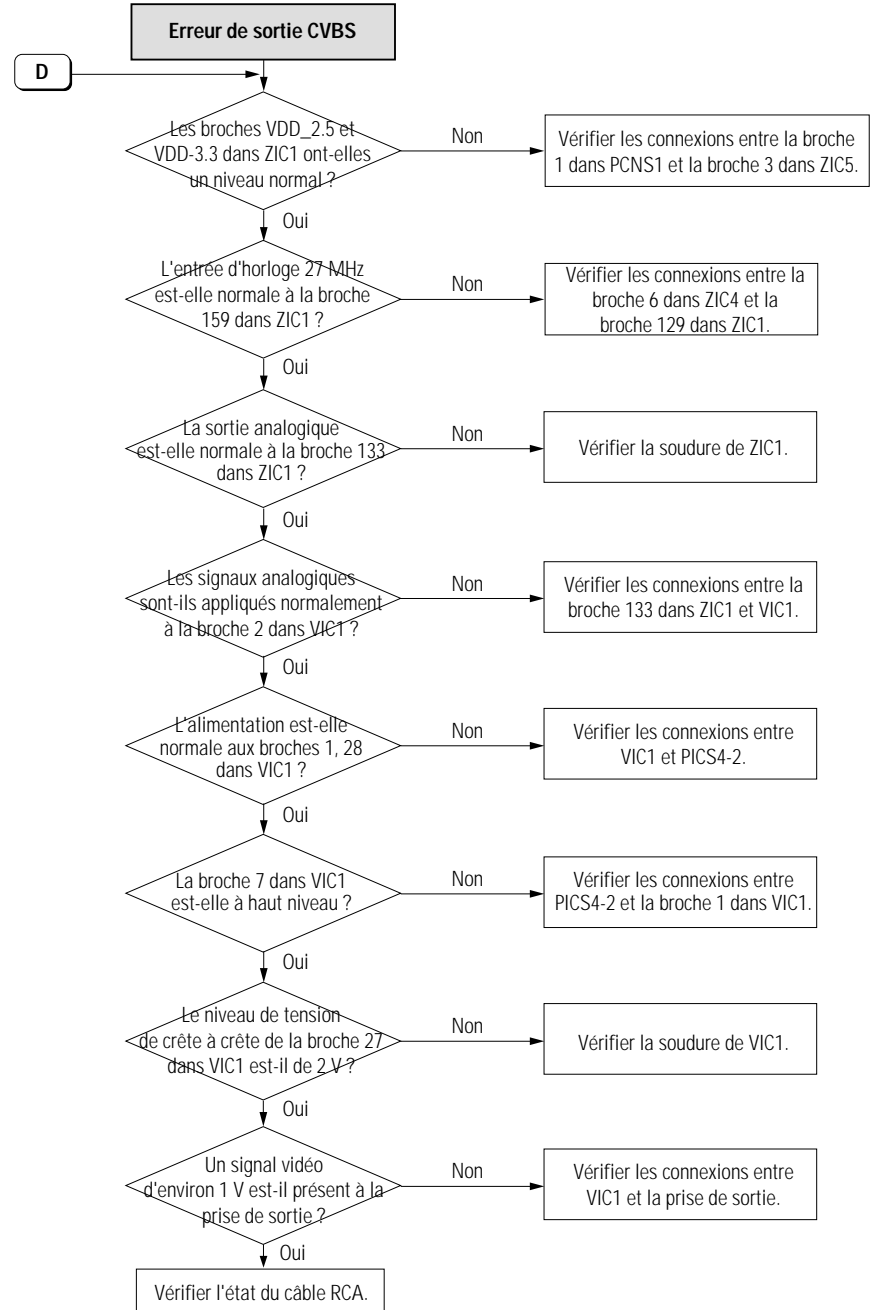 Erreur de sortie CVBS
D
Les broches VDD_2.5 et
VDD-3.3 dans ZIC1 ont-elles
un niveau normal ?
Non
Vérifier les connexions entre la broche
1 dans PCNS1 et la broche 3 dans ZIC5.
Oui
L'entrée d'horloge 27 MHz
est-elle normale à la broche
159 dans ZIC1 ?
Non
Vérifier les connexions entre la
broche 6 dans ZIC4 et la
broche 129 dans ZIC1.
Oui
La sortie analogique
est-elle normale à la broche 133
dans ZIC1 ?
Non
Vérifier la soudure de ZIC1.
Oui
Les signaux analogiques
sont-ils appliqués normalement
à la broche 2 dans VIC1 ?
Non
Vérifier les connexions entre la
broche 133 dans ZIC1 et VIC1.
Oui
L'alimentation est-elle
normale aux broches 1, 28
dans VIC1 ?
Non
Vérifier les connexions entre
VIC1 et PICS4-2.
Oui
La broche 7 dans VIC1
est-elle à haut niveau ?
Non
Vérifier les connexions entre
PICS4-2 et la broche 1 dans VIC1.
Oui
Le niveau de tension
de crête à crête de la broche 27
dans VIC1 est-il de 2 V ?
Non
Vérifier la soudure de VIC1.
Oui
Un signal vidéo
d'environ 1 V est-il présent à la
prise de sortie ?
Non
Vérifier les connexions entre
VIC1 et la prise de sortie.
Oui
Vérifier l'état du câble RCA.